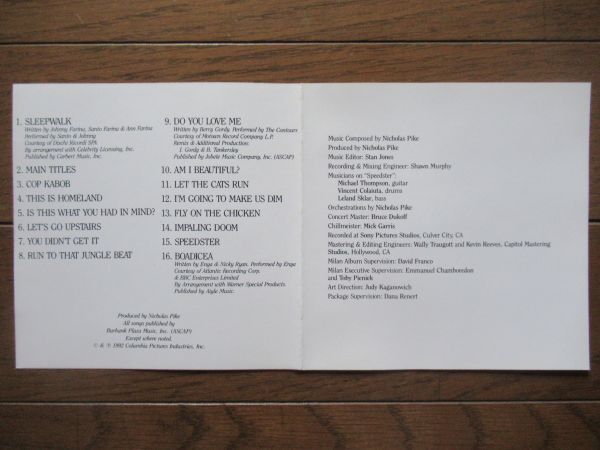 1. SLEEPWALK
Written by Johnny Farina, Santo Farina & Ann Farina
Performed by Santo & Johnny
Courtesy of Dischi Ricordi SPA
By arrangement with Celebrity Licensing, Inc.
Published by Canbert Music, Inc.
2. MAIN TITLES
3. COP KABOB
4. THIS IS HOMELAND
5. IS THIS WHAT YOU HAD IN MIND?
6. LET'S GO UPSTAIRS
7. YOU DIDN'T GET IT
8. RUN TO THAT JUNGLE BEAT
9. DO YOU LOVE ME
Written by Berry Gordy. Performed by The Contours
Courtesy of Motown Record Company L.P.
Remix & Additional Production:
I. Gordy & B. Tankersley
Published by Jobete Music Company, Inc. (ASCAP)
10. AM I BEAUTIFUL?
11. LET THE CATS RUN
12. I'M GOING TO MAKE US DIM
13. FLY ON THE CHICKEN
14. IMPALING DOOM
15. SPEEDSTER
16. BOADICEA
Written by Enya & Nicky Ryan. Performed by Enya
Courtesy of Atlantic Recording Corp.
& BBC Enterprises Limited
By Arrangement with Warner Special Products
Published by Aigle Music.
Produced by Nicholas Pike
All songs published by
Burbank Plaza Music, Inc. (ASCAP)
Except where noted.
© & ℗ 1992 Columbia Pictures Industries, Inc.
Music Composed by Nicholas Pike
Produced by Nicholas Pike
Music Editor: Stan Jones
Recording & Mixing Engineer: Shawn Murphy
Musicians on "Speedster":
Michael Thompson, guitar
Vincent Colaiuta, drums
Leland Sklar, bass
Orchestrations by Nicholas Pike
Concert Master: Bruce Dukoff
Chillmeister: Mick Garris
Recorded at Sony Pictures Studios, Culver City, CA
Mastering & Editing Engineers: Wally Traugott and Kevin Reeves, Capitol Mastering
Studios, Hollywood, CA
Milan Album Supervision: David Franco
Milan Executive Supervision: Emmanuel Chamboredon
and Toby Pieniek
Art Direction: Judy Kaganowich
Package Supervision: Dana Renert